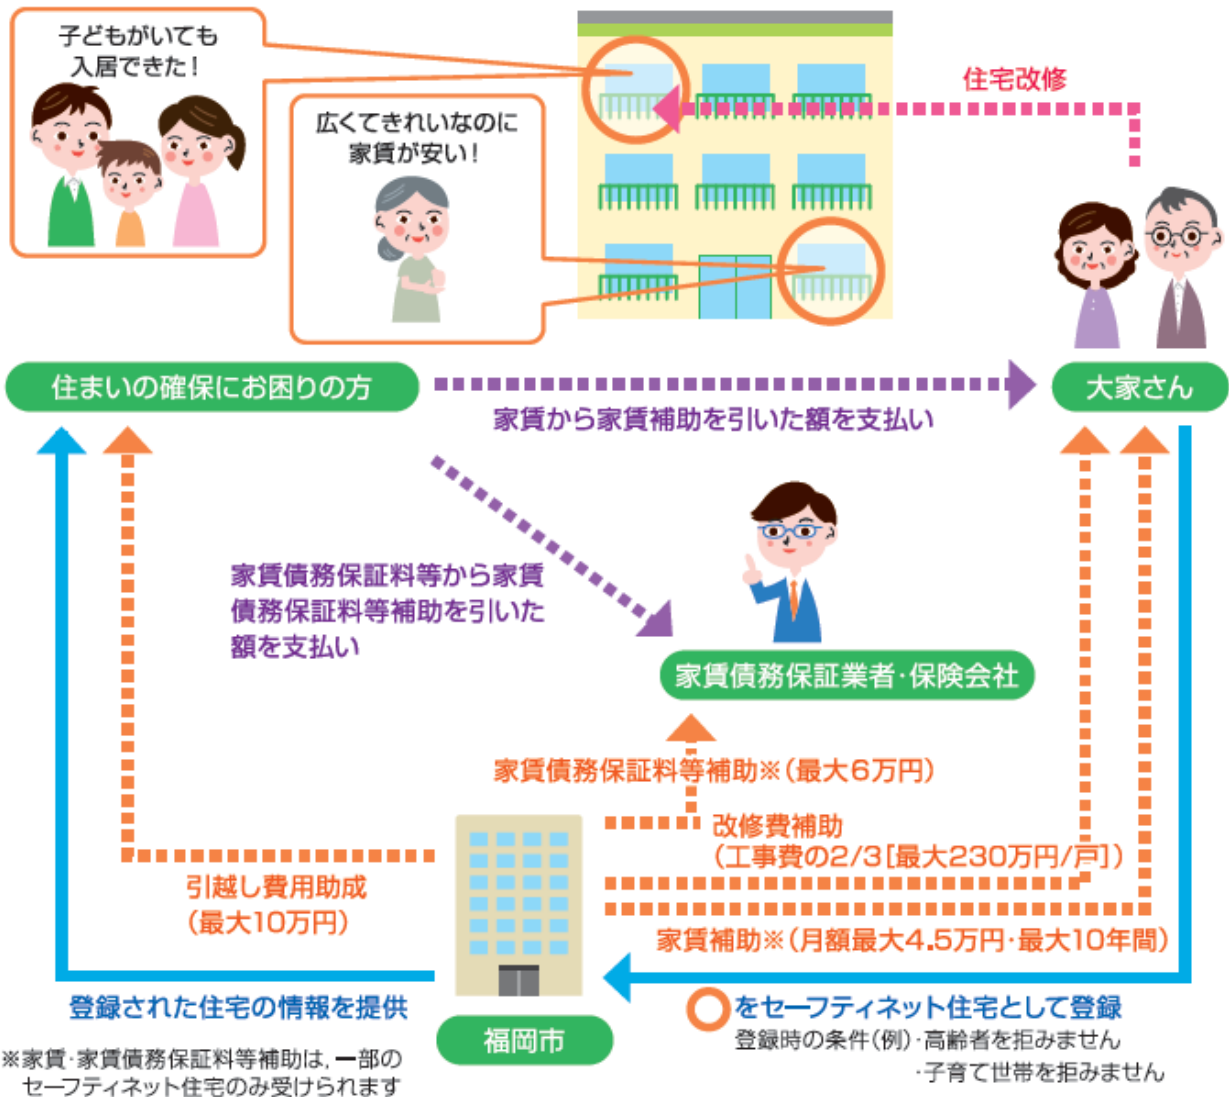 子どもがいても
入居できた!
広くてきれいなのに
家賃が安い!
住宅改修
住まいの確保にお困りの方
大家さん
家賃から家賃補助を引いた額を支払い
家賃債務保証料等から家賃
債務保証料等補助を引いた
額を支払い
家賃債務保証業者・保険会社
家賃債務保証料等補助※(最大6万円)
改修費補助
(工事費の2/3[最大230万円/戸])
引越し費用助成
(最大10万円)
家賃補助※(月額最大4.5万円・最大10年間)
登録された住宅の情報を提供
をセーフティネット住宅として登録
登録時の条件(例)・高齢者を拒みません
・子育て世帯を拒みません
福岡市
※家賃・家賃債務保証料等補助は,一部の
セーフティネット住宅のみ受けられます